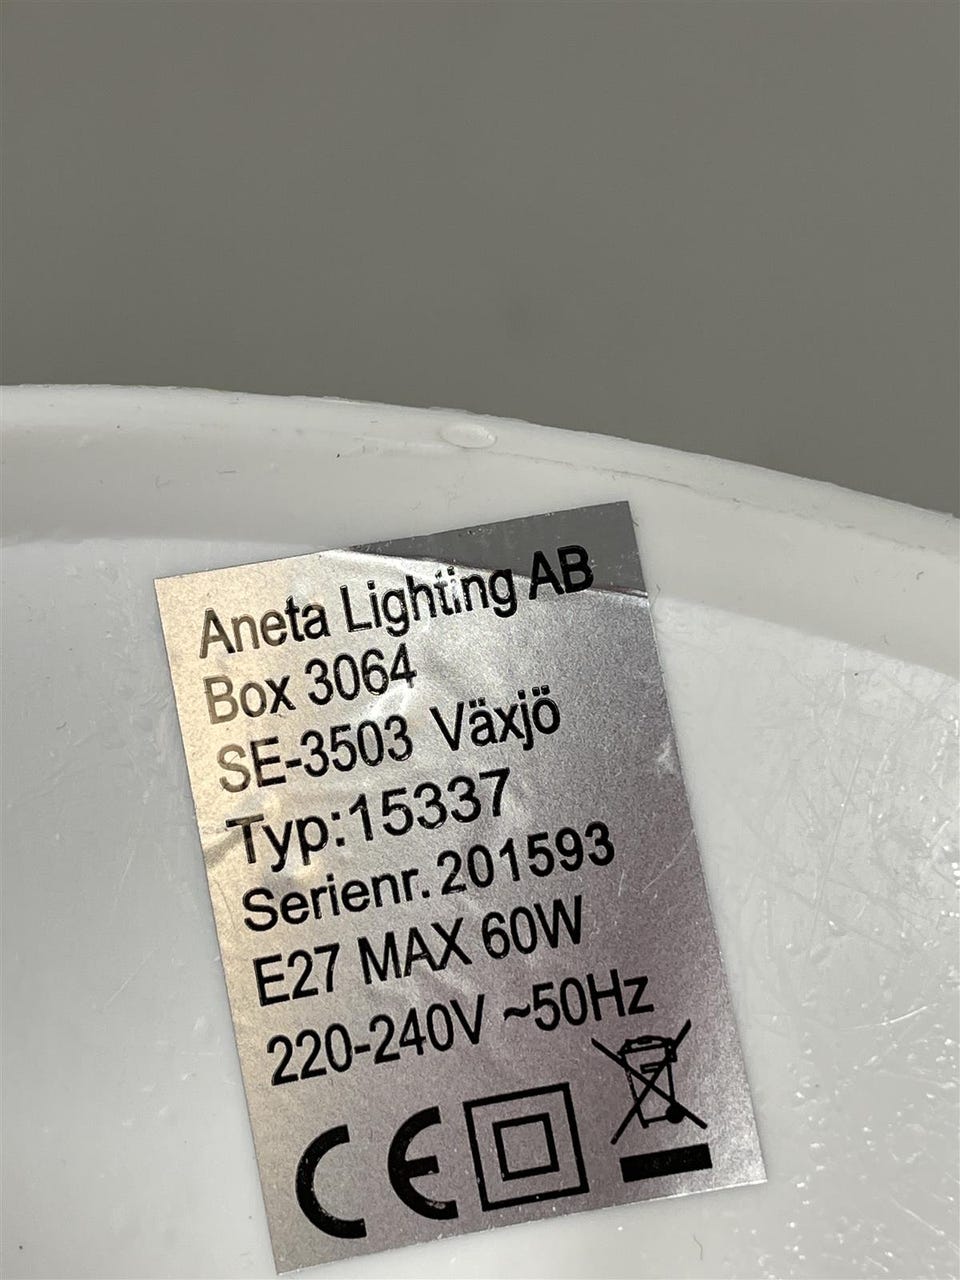 Aneta Lighting AB
Box 3064
SE-3503 Växjö
Typ:15337
Serienr. 201593
E27 MAX 60W
220-240V ~50Hz
CE